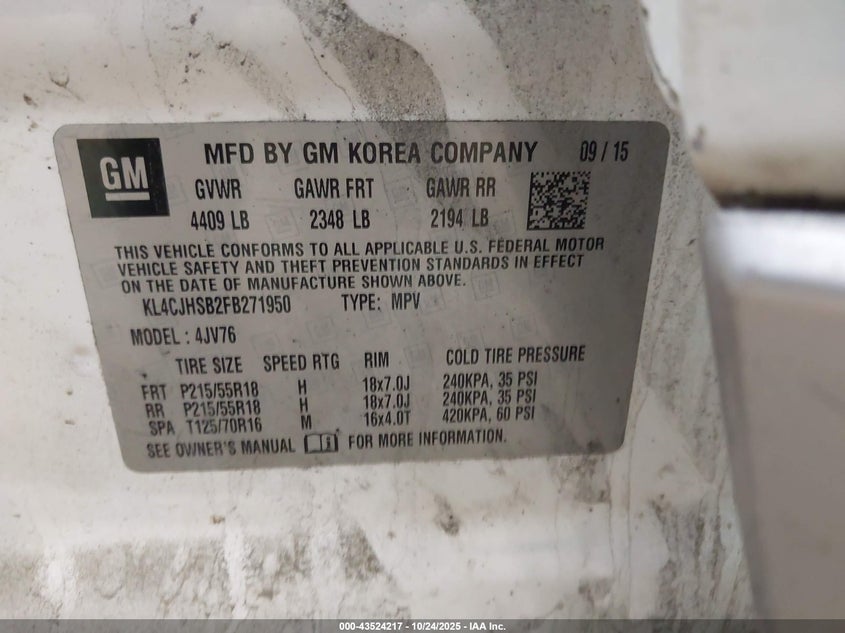 GM
MFD BY GM KOREA COMPANY 09 / 15
GVWR GAWR FRT GAWR RR
4409 LB 2348 LB 2194 LB
THIS VEHICLE CONFORMS TO ALL APPLICABLE U.S. FEDERAL MOTOR
VEHICLE SAFETY AND THEFT PREVENTION STANDARDS IN EFFECT
ON THE DATE OF MANUFACTURE SHOWN ABOVE.
KL4CJHSB2FB271950 TYPE: MPV
MODEL : 4JV76
TIRE SIZE SPEED RTG RIM COLD TIRE PRESSURE
FRT P215/55R18 H 18x7.0J 240KPA, 35 PSI
RR P215/55R18 H 18x7.0J 240KPA, 35 PSI
SPA T125/70R16 M 16x4.0T 420KPA, 60 PSI
SEE OWNER'S MANUAL FOR MORE INFORMATION.
000-43524217 - 10/24/2025 - IAA Inc.